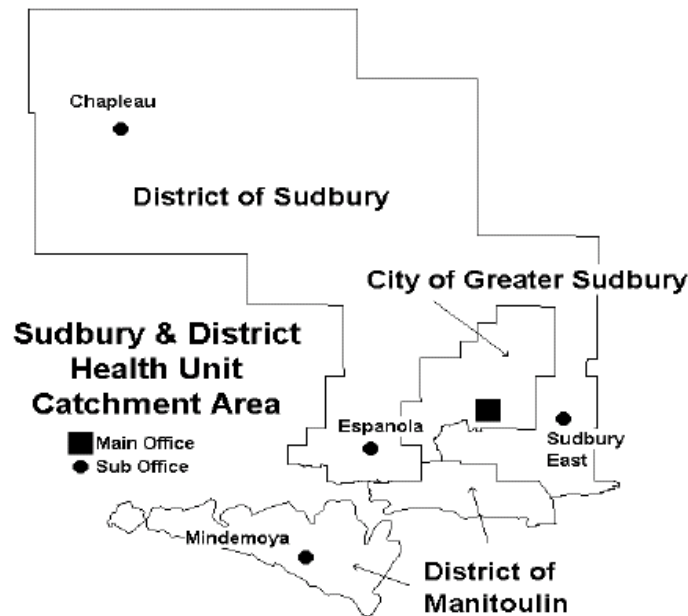 Chapleau
District of Sudbury
City of Greater Sudbury
Sudbury & District
Health Unit
Catchment Area
Main Office
Sub Office
Espanola
Sudbury
East
Mindemoya
District of
Manitoulin